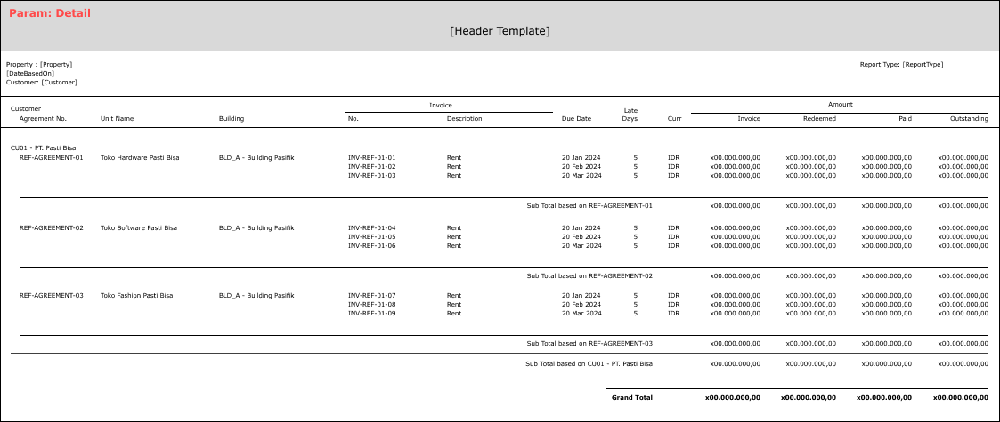 Param: Detail
[Header Template]
Property : [Property] Report Type: [ReportType]
[DateBasedOn]
Customer: [Customer]
Customer Invoice Late Amount
Agreement No. Unit Name Building No. Description Due Date Days Curr Invoice Redeemed Paid Outstanding
CU01 - PT. Pasti Bisa
REF-AGREEMENT-01 Toko Hardware Pasti Bisa BLD_A - Building Pasifik INV-REF-01-01 Rent 20 Jan 2024 5 IDR x00.000.000,00 x00.000.000,00 x00.000.000,00 x00.000.000,00
INV-REF-01-02 Rent 20 Feb 2024 5 IDR x00.000.000,00 x00.000.000,00 x00.000.000,00 x00.000.000,00
INV-REF-01-03 Rent 20 Mar 2024 5 IDR x00.000.000,00 x00.000.000,00 x00.000.000,00 x00.000.000,00
Sub Total based on REF-AGREEMENT-01 x00.000.000,00 x00.000.000,00 x00.000.000,00 x00.000.000,00
REF-AGREEMENT-02 Toko Software Pasti Bisa BLD_A - Building Pasifik INV-REF-01-04 Rent 20 Jan 2024 5 IDR x00.000.000,00 x00.000.000,00 x00.000.000,00 x00.000.000,00
INV-REF-01-05 Rent 20 Feb 2024 5 IDR x00.000.000,00 x00.000.000,00 x00.000.000,00 x00.000.000,00
INV-REF-01-06 Rent 20 Mar 2024 5 IDR x00.000.000,00 x00.000.000,00 x00.000.000,00 x00.000.000,00
Sub Total based on REF-AGREEMENT-02 x00.000.000,00 x00.000.000,00 x00.000.000,00 x00.000.000,00
REF-AGREEMENT-03 Toko Fashion Pasti Bisa BLD_A - Building Pasifik INV-REF-01-07 Rent 20 Jan 2024 5 IDR x00.000.000,00 x00.000.000,00 x00.000.000,00 x00.000.000,00
INV-REF-01-08 Rent 20 Feb 2024 5 IDR x00.000.000,00 x00.000.000,00 x00.000.000,00 x00.000.000,00
INV-REF-01-09 Rent 20 Mar 2024 5 IDR x00.000.000,00 x00.000.000,00 x00.000.000,00 x00.000.000,00
Sub Total based on REF-AGREEMENT-03 x00.000.000,00 x00.000.000,00 x00.000.000,00 x00.000.000,00
Sub Total based on CU01 - PT. Pasti Bisa x00.000.000,00 x00.000.000,00 x00.000.000,00 x00.000.000,00
Grand Total x00.000.000,00 x00.000.000,00 x00.000.000,00 x00.000.000,00